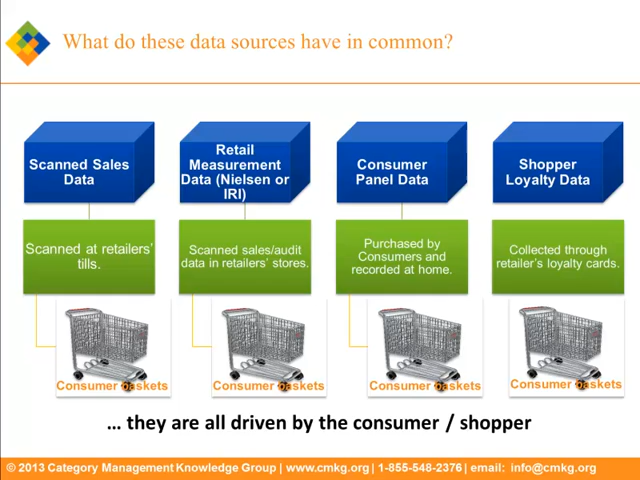 What do these data sources have in common?
Scanned Sales
Data
Retail
Measurement
Data (Nielsen or
IRI)
Consumer
Panel Data
Shopper
Loyalty Data
Scanned at retailers'
tills.
Scanned sales/audit
data in retailers' stores.
Purchased by
Consumers and
recorded at home.
Collected through
retailer's loyalty cards.
Consumer baskets
Consumer baskets
Consumer baskets
Consumer baskets
... they are all driven by the consumer / shopper
© 2013 Category Management Knowledge Group | www.cmkg.org | 1-855-548-2376 | email: info@cmkg.org